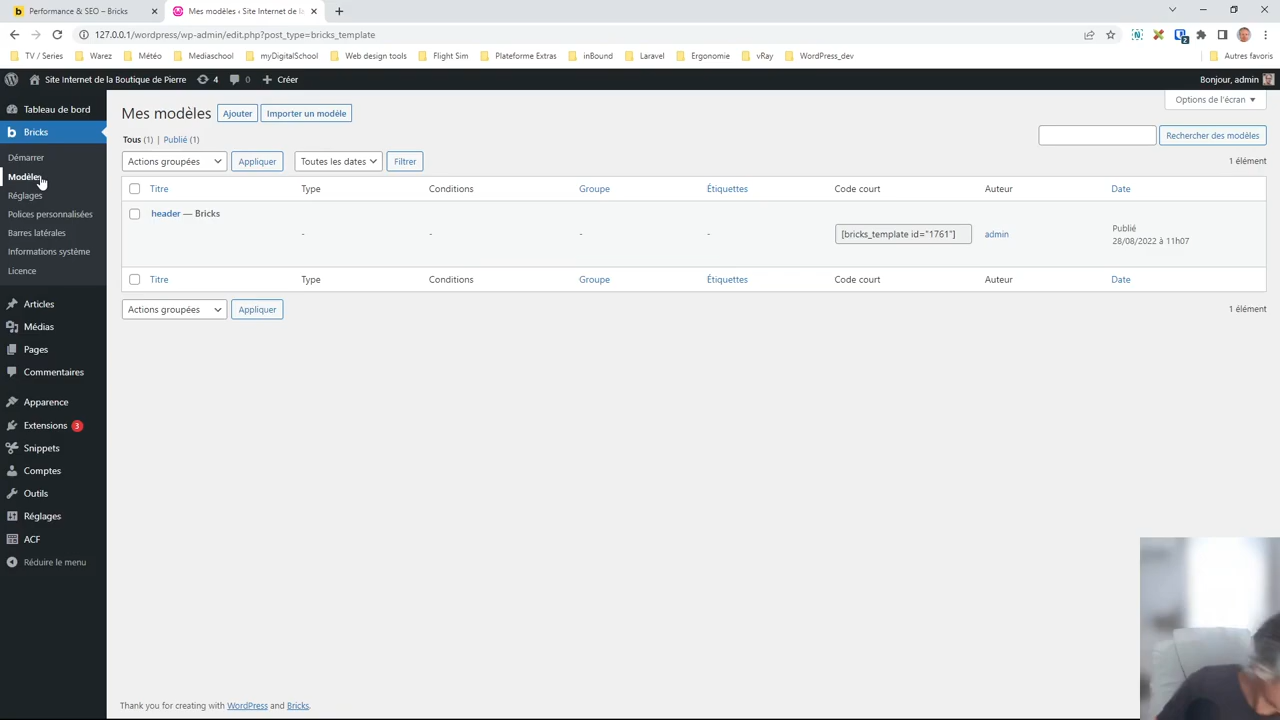 Performance & SEO – Bricks
Mes modèles ‹ Site Internet de la
127.0.0.1/wordpress/wp-admin/edit.php?post_type=bricks_template
TV / Series
Warez
Météo
Mediaschool
myDigitalSchool
Web design tools
Flight Sim
Plateforme Extras
inBound
Laravel
Ergonomie
vRay
WordPress_dev
Autres favoris
Site Internet de la Boutique de Pierre
4
0
Créer
Bonjour, admin
Tableau de bord
Bricks
Démarrer
Modèles
Réglages
Polices personnalisées
Barres latérales
Informations système
Licence
Articles
Médias
Pages
Commentaires
Apparence
Extensions 3
Snippets
Comptes
Outils
Réglages
ACF
Réduire le menu
Mes modèles
Ajouter
Importer un modèle
Options de l'écran
Tous (1) | Publié (1)
Rechercher des modèles
Actions groupées
Appliquer
Toutes les dates
Filtrer
1 élément
Titre Type Conditions Groupe Étiquettes Code court Auteur Date
header — Bricks
- - - - [bricks_template id="1761"] admin
Publié
28/08/2022 à 11h07
Titre Type Conditions Groupe Étiquettes Code court Auteur Date
Actions groupées
Appliquer
1 élément
Thank you for creating with WordPress and Bricks.